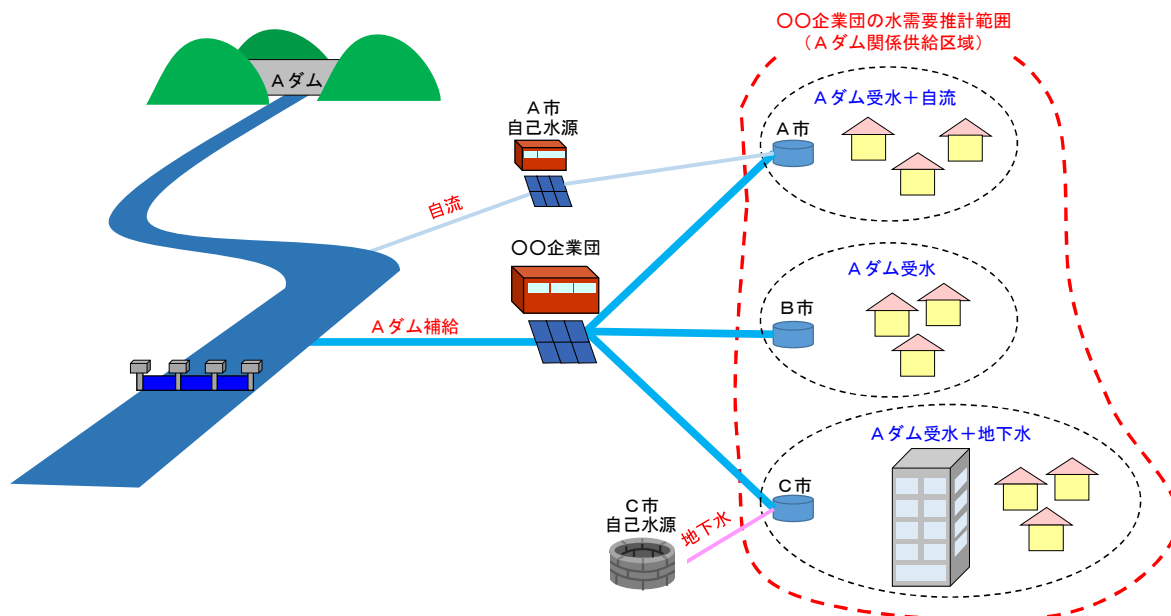 〇〇企業団の水需要推計範囲
（Ａダム関係供給区域）
Ａダム
Ａ市
自己水源
Ａダム受水＋自流
Ａ市
自流
〇〇企業団
Ａダム受水
Ｂ市
Ａダム補給
Ａダム受水＋地下水
Ｃ市
Ｃ市
自己水源
地下水